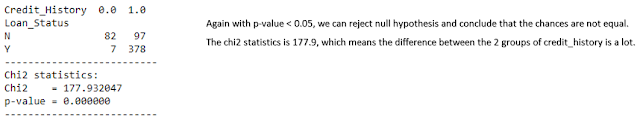 Credit_History 0.0 1.0
Loan_Status
N 82 97
Y 7 378
--------------------------
Chi2 statistics:
Chi2 = 177.932047
p-value = 0.000000
--------------------------
Again with p-value < 0.05, we can reject null hypothesis and conclude that the chances are not equal.
The chi2 statistics is 177.9, which means the difference between the 2 groups of credit_history is a lot.